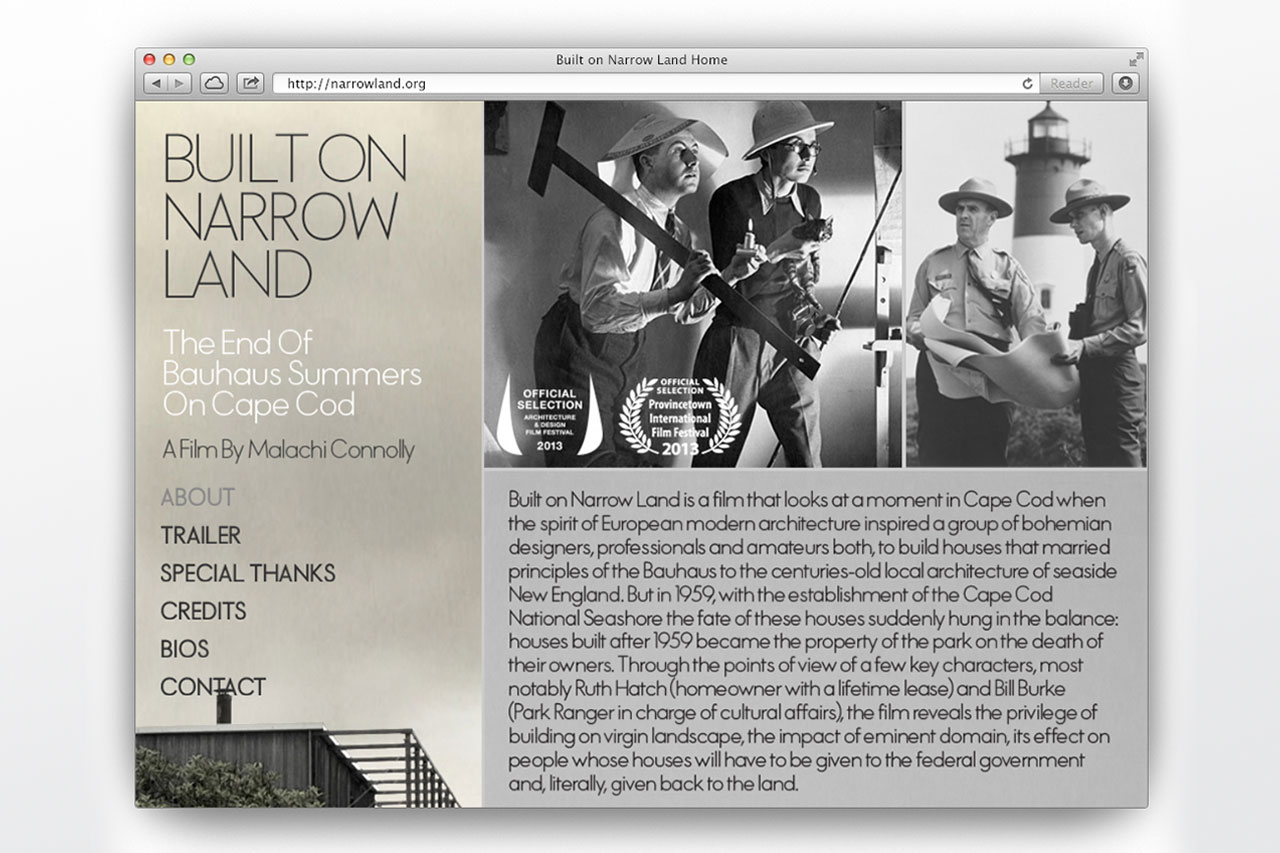 Built on Narrow Land Home
http://narrowland.org
Reader
BUILT ON
NARROW
LAND
The End Of
Bauhaus Summers
On Cape Cod
A Film By Malachi Connolly
ABOUT
TRAILER
SPECIAL THANKS
CREDITS
BIOS
CONTACT
OFFICIAL
SELECTION
ARCHITECTURE
& DESIGN
FILM FESTIVAL
2013
OFFICIAL
SELECTION
Provincetown
International
Film Festival
2013
Built on Narrow Land is a film that looks at a moment in Cape Cod when
the spirit of European modern architecture inspired a group of bohemian
designers, professionals and amateurs both, to build houses that married
principles of the Bauhaus to the centuries-old local architecture of seaside
New England. But in 1959, with the establishment of the Cape Cod
National Seashore the fate of these houses suddenly hung in the balance:
houses built after 1959 became the property of the park on the death of
their owners. Through the points of view of a few key characters, most
notably Ruth Hatch (homeowner with a lifetime lease) and Bill Burke
(Park Ranger in charge of cultural affairs), the film reveals the privilege of
building on virgin landscape, the impact of eminent domain, its effect on
people whose houses will have to be given to the federal government
and, literally, given back to the land.